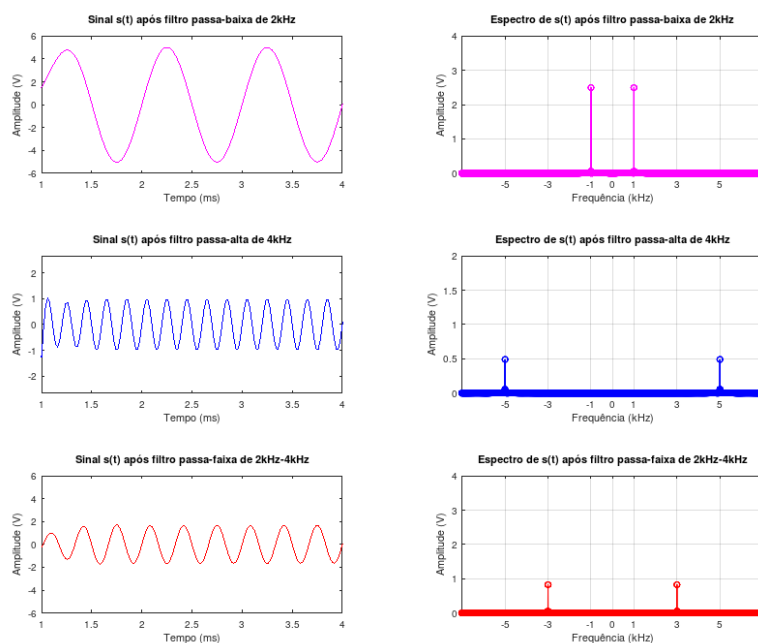 Sinal s(t) após filtro passa-baixa de 2kHz
6
4
2
0
-2
-4
-6
Amplitude (V)
1 1.5 2 2.5 3 3.5 4
Tempo (ms)
Espectro de s(t) após filtro passa-baixa de 2kHz
4
3
2
1
0
Amplitude (V)
-5 -3 -1 0 1 3 5
Frequência (kHz)
Sinal s(t) após filtro passa-alta de 4kHz
2
1
0
-1
-2
Amplitude (V)
1 1.5 2 2.5 3 3.5 4
Tempo (ms)
Espectro de s(t) após filtro passa-alta de 4kHz
2
1.5
1
0.5
0
Amplitude (V)
-5 -3 -1 0 1 3 5
Frequência (kHz)
Sinal s(t) após filtro passa-faixa de 2kHz-4kHz
6
4
2
0
-2
-4
-6
Amplitude (V)
1 1.5 2 2.5 3 3.5 4
Tempo (ms)
Espectro de s(t) após filtro passa-faixa de 2kHz-4kHz
4
3
2
1
0
Amplitude (V)
-5 -3 -1 0 1 3 5
Frequência (kHz)